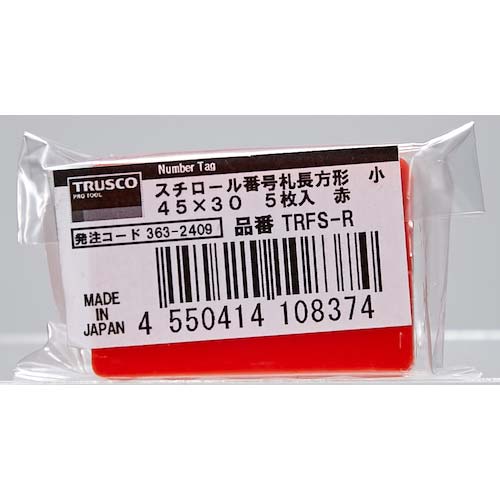 Number Tag
TRUSCO
PRO TOOL
スチロール番号札長方形 小
45×30 5枚入 赤
発注コード 363-2409
品番 TRFS-R
MADE
IN
JAPAN
4 550414 108374